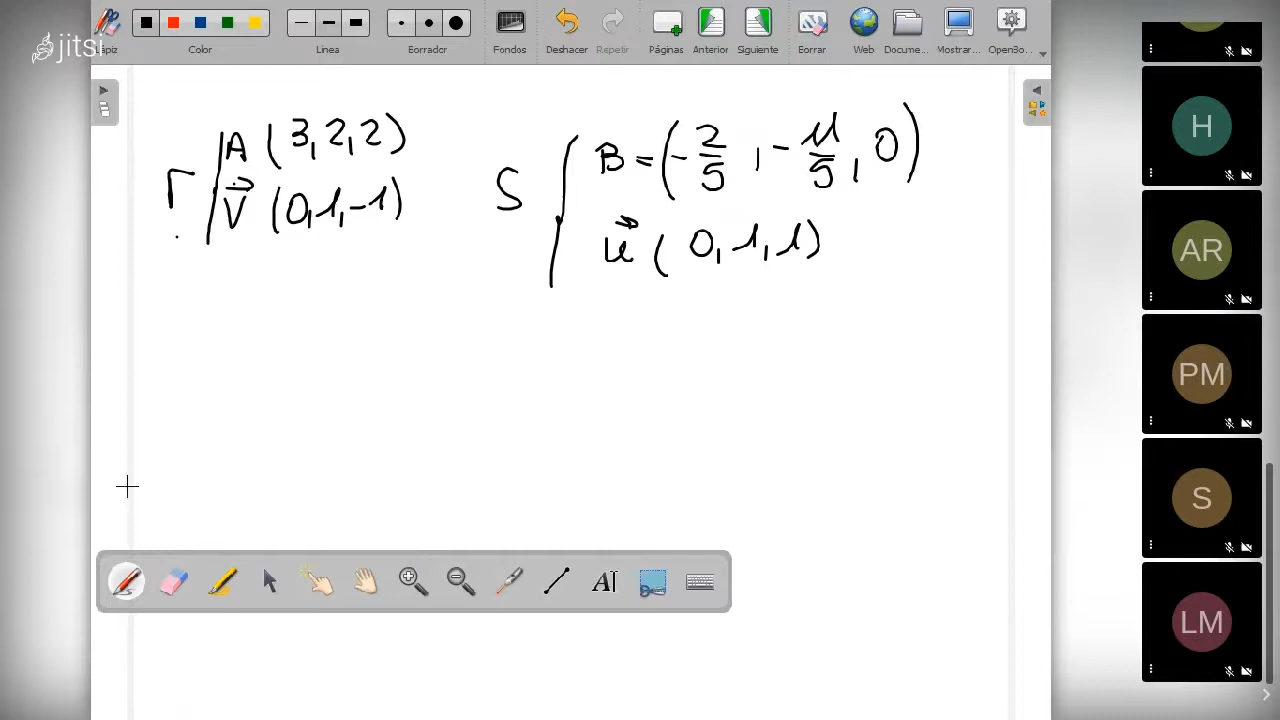 jitsi
Color Línea Borrador Fondos Deshacer Repetir Páginas Anterior Siguiente Borrar Web Docume... Mostrar... OpenBo...
r A (3,2,2)
V⃗ (0,1,-1)
S B = (-2/5, -11/5, 0)
u⃗ (0,1,1)
H
AR
PM
S
LM